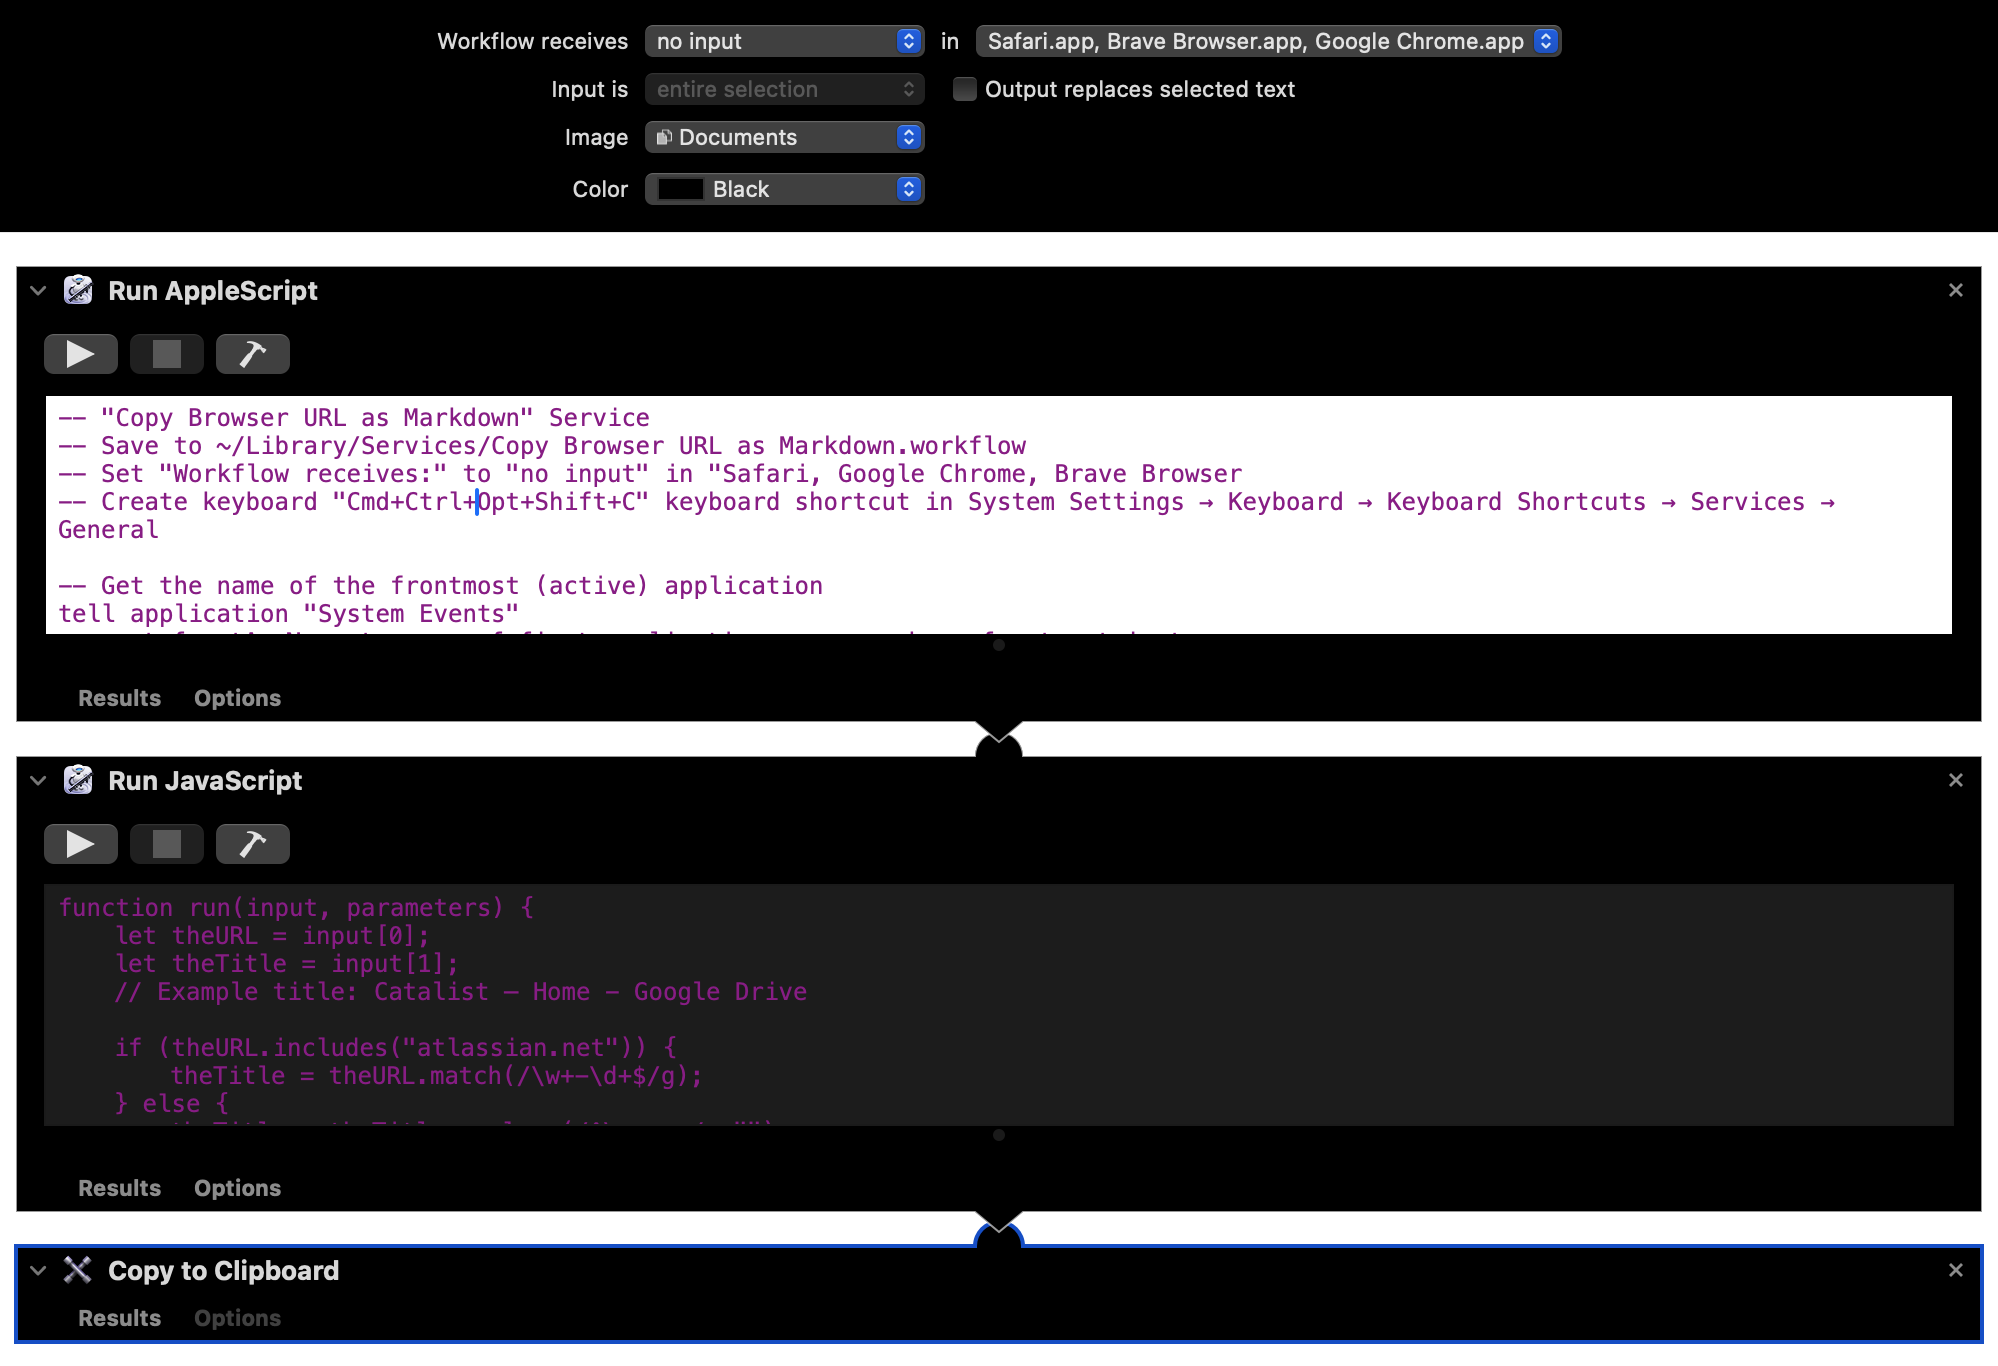 Workflow receives no input in Safari.app, Brave Browser.app, Google Chrome.app
Input is entire selection Output replaces selected text
Image Documents
Color Black
Run AppleScript
-- "Copy Browser URL as Markdown" Service
-- Save to ~/Library/Services/Copy Browser URL as Markdown.workflow
-- Set "Workflow receives:" to "no input" in "Safari, Google Chrome, Brave Browser
-- Create keyboard "Cmd+Ctrl+Opt+Shift+C" keyboard shortcut in System Settings → Keyboard → Keyboard Shortcuts → Services →
General
-- Get the name of the frontmost (active) application
tell application "System Events"
Results Options
Run JavaScript
function run(input, parameters) {
let theURL = input[0];
let theTitle = input[1];
// Example title: Catalist – Home – Google Drive
if (theURL.includes("atlassian.net")) {
theTitle = theURL.match(/\w+-\d+$/g);
} else {
Results Options
Copy to Clipboard
Results Options